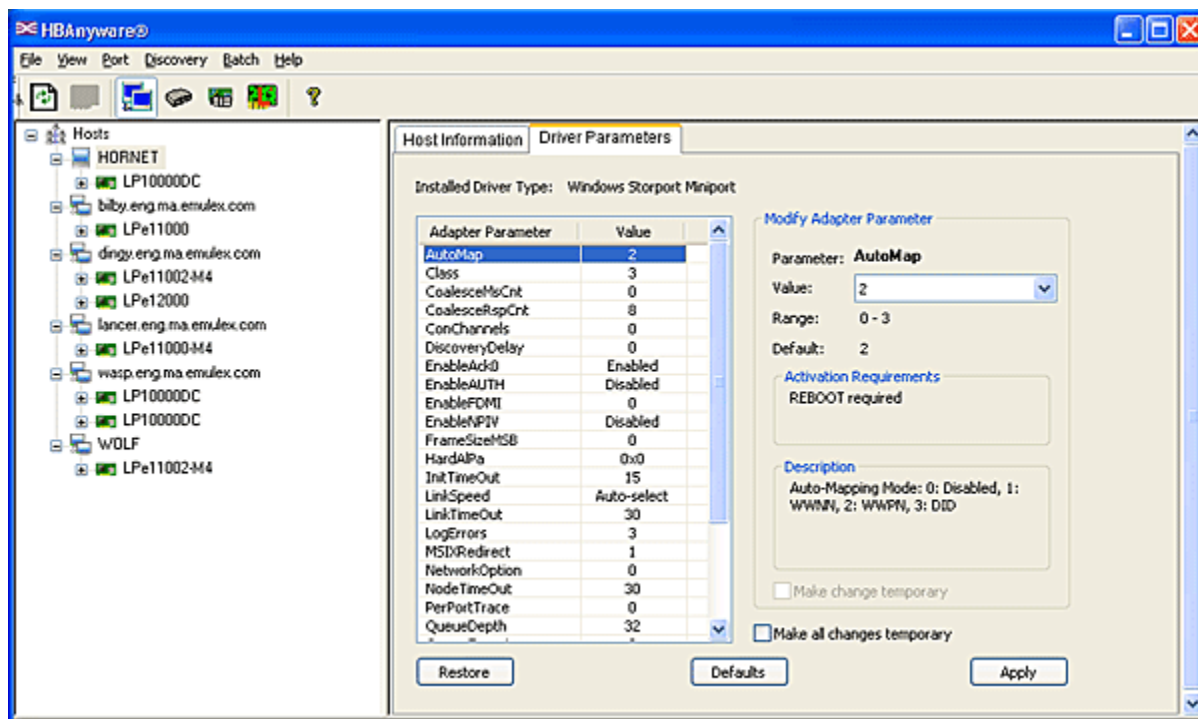 HBAnyware®
File View Port Discovery Batch Help
Hosts
HORNET
LP10000DC
bilby.eng.ma.emulex.com
LPe11000
dingy.eng.ma.emulex.com
LPe11002-M4
LPe12000
lancer.eng.ma.emulex.com
LPe11000-M4
wasp.eng.ma.emulex.com
LP10000DC
LP10000DC
WOLF
LPe11002-M4
Host Information Driver Parameters
Installed Driver Type: Windows Storport Miniport
Adapter Parameter Value
AutoMap 2
Class 3
CoalesceMsCnt 0
CoalesceRspCnt 8
ConChannels 0
DiscoveryDelay 0
EnableAck0 Enabled
EnableAUTH Disabled
EnableFDMI 0
EnableNPIV Disabled
FrameSizeMSB 0
HardAlPa 0x0
InitTimeOut 15
LinkSpeed Auto-select
LinkTimeOut 30
LogErrors 3
MSIXRedirect 1
NetworkOption 0
NodeTimeOut 30
PerPortTrace 0
QueueDepth 32
Modify Adapter Parameter
Parameter: AutoMap
Value: 2
Range: 0 - 3
Default: 2
Activation Requirements
REBOOT required
Description
Auto-Mapping Mode: 0: Disabled, 1:
WWNN, 2: WWPN, 3: DID
Make change temporary
Make all changes temporary
Restore Defaults Apply